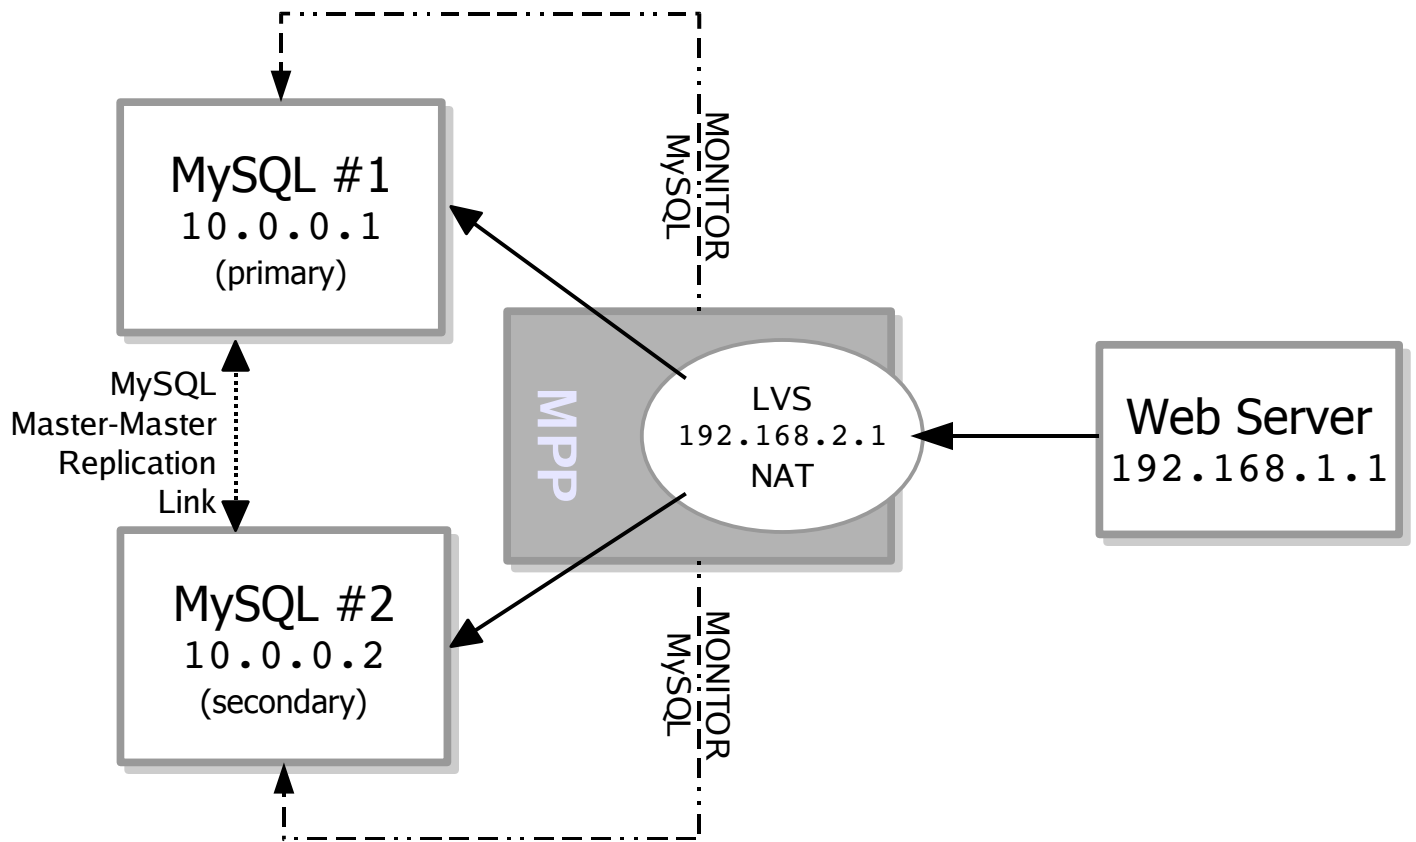 MONITOR
MySQL
MySQL #1
10.0.0.1
(primary)
MySQL
Master-Master
Replication
Link
MPP
LVS
192.168.2.1
NAT
Web Server
192.168.1.1
MySQL #2
10.0.0.2
(secondary)
MONITOR
MySQL